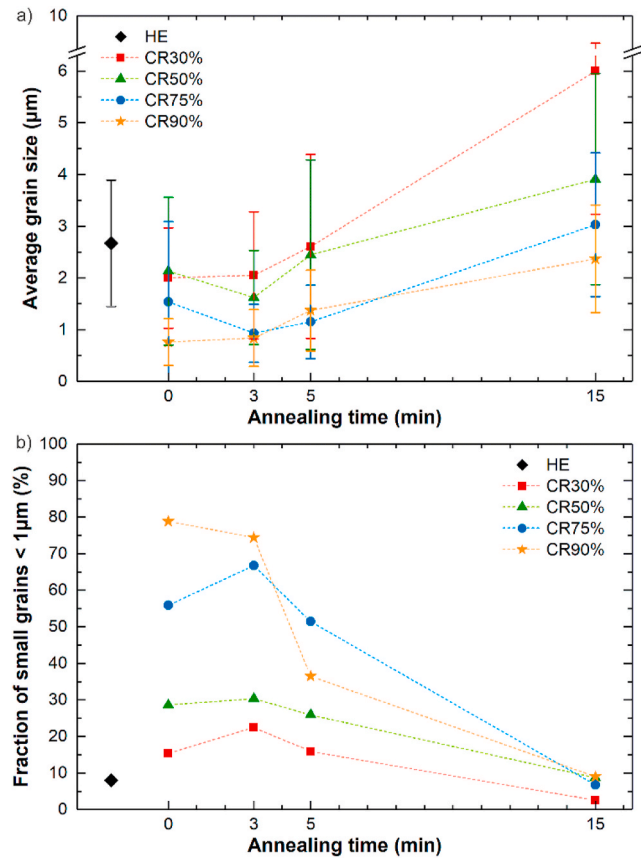 a)
10
6
5
4
3
2
1
0
Average grain size (µm)
HE
CR30%
CR50%
CR75%
CR90%
0 3 5 15
Annealing time (min)
b)
100
90
80
70
60
50
40
30
20
10
0
Fraction of small grains < 1µm (%)
HE
CR30%
CR50%
CR75%
CR90%
0 3 5 15
Annealing time (min)